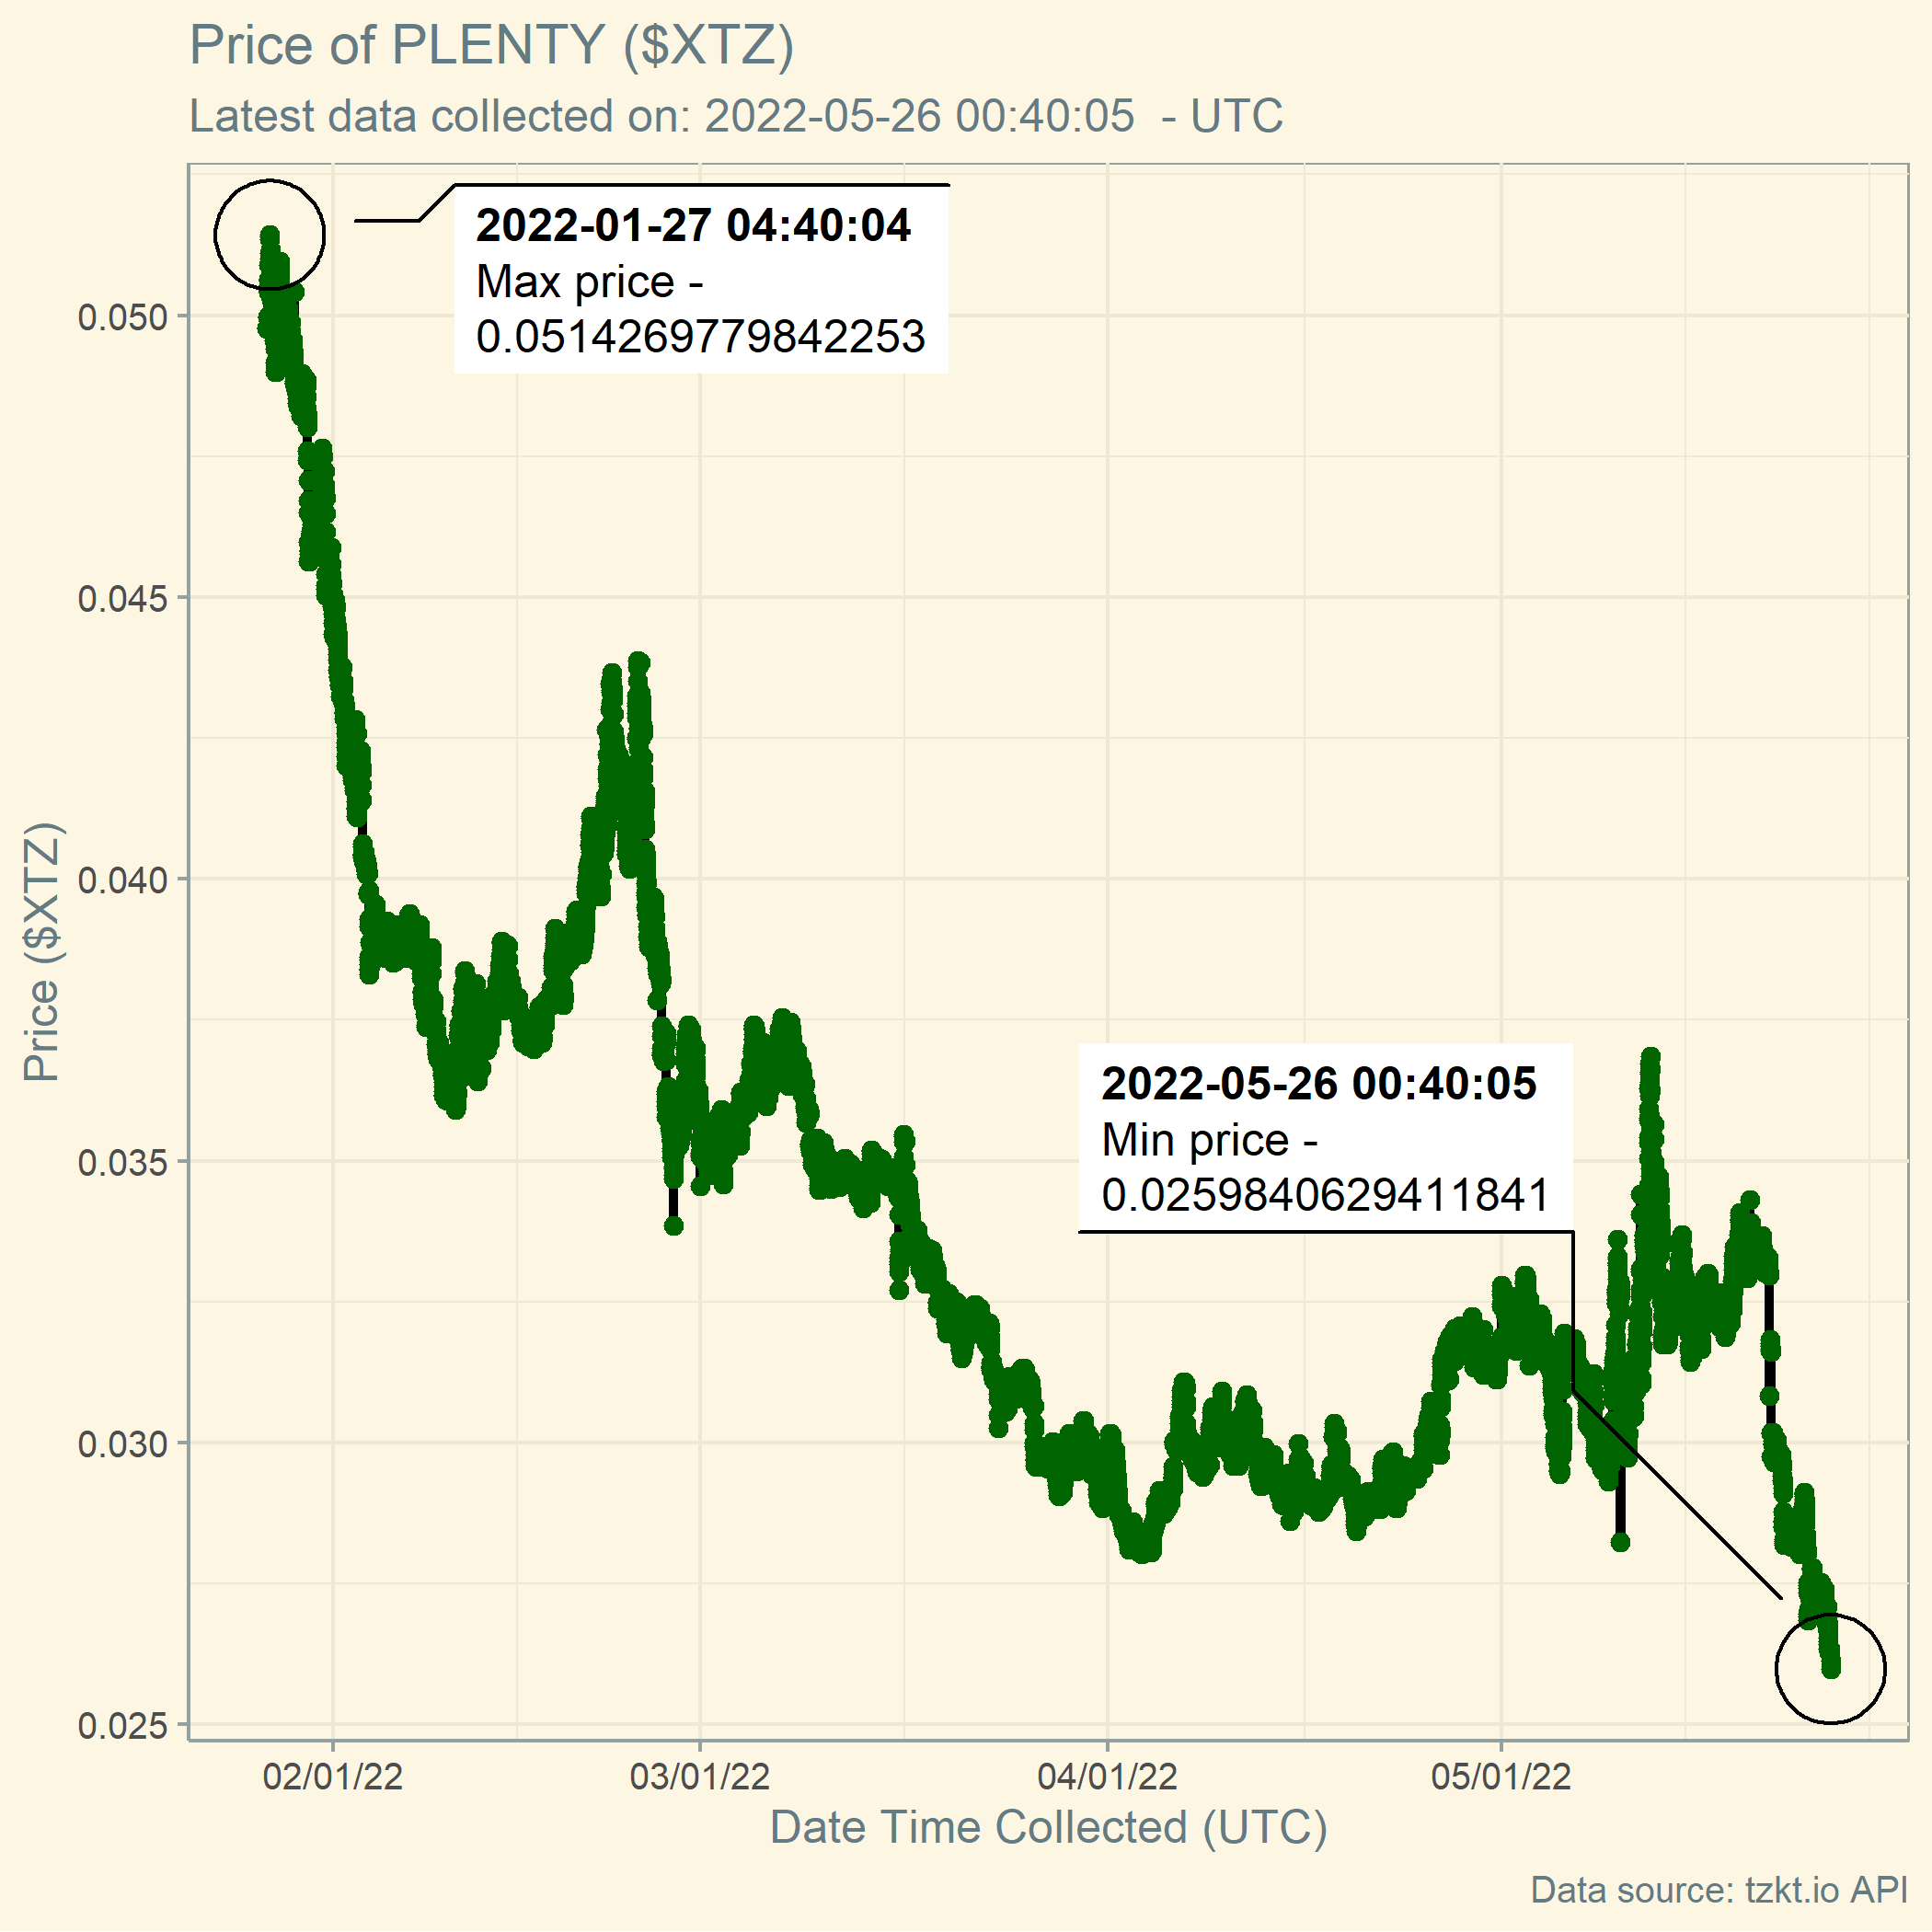 Price of PLENTY ($XTZ)
Latest data collected on: 2022-05-26 00:40:05  - UTC
2022-01-27 04:40:04
Max price -
0.0514269779842253
0.050
0.045
0.040
0.035
0.030
0.025
Price ($XTZ)
2022-05-26 00:40:05
Min price -
0.0259840629411841
02/01/22
03/01/22
04/01/22
05/01/22
Date Time Collected (UTC)
Data source: tzkt.io API